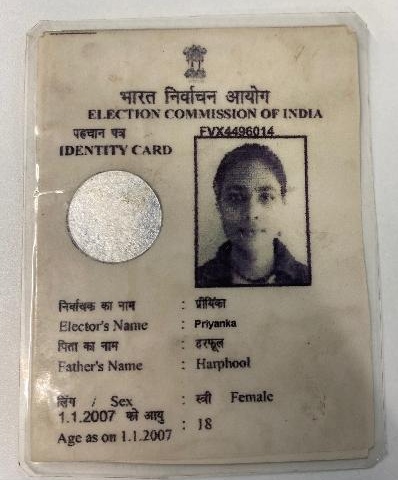 भारत निर्वाचन आयोग
ELECTION COMMISSION OF INDIA
पहचान पत्र FVX4496014
IDENTITY CARD
निर्वाचक का नाम : प्रीयिंका
Elector's Name : Priyanka
पिता का नाम : हरफूल
Father's Name : Harphool
लिंग / Sex : स्त्री Female
1.1.2007 को आयु : 18
Age as on 1.1.2007